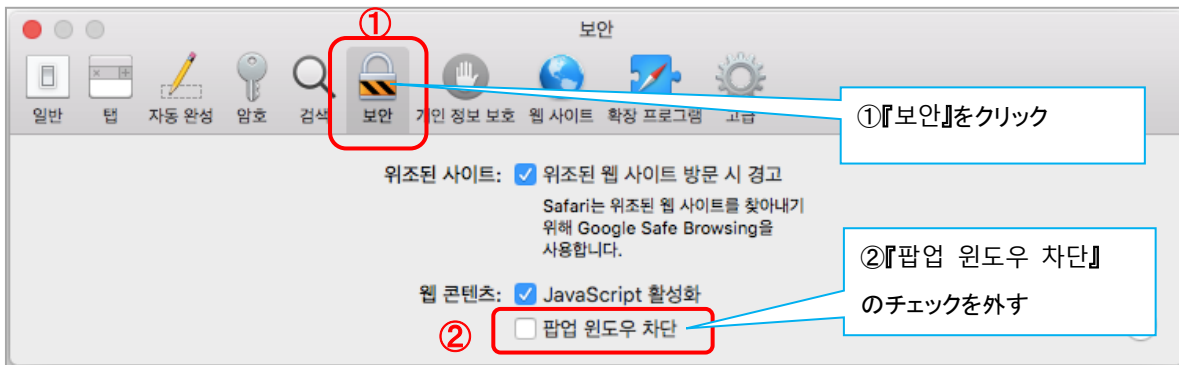 ①
보안
일반
탭
자동 완성
암호
검색
보안
개인 정보 보호
웹 사이트
확장 프로그램
고급
①『보안』をクリック
위조된 사이트: 위조된 웹 사이트 방문 시 경고
Safari는 위조된 웹 사이트를 찾아내기
위해 Google Safe Browsing을
사용합니다.
②『팝업 윈도우 차단』
のチェックを外す
웹 콘텐츠: JavaScript 활성화
② 팝업 윈도우 차단